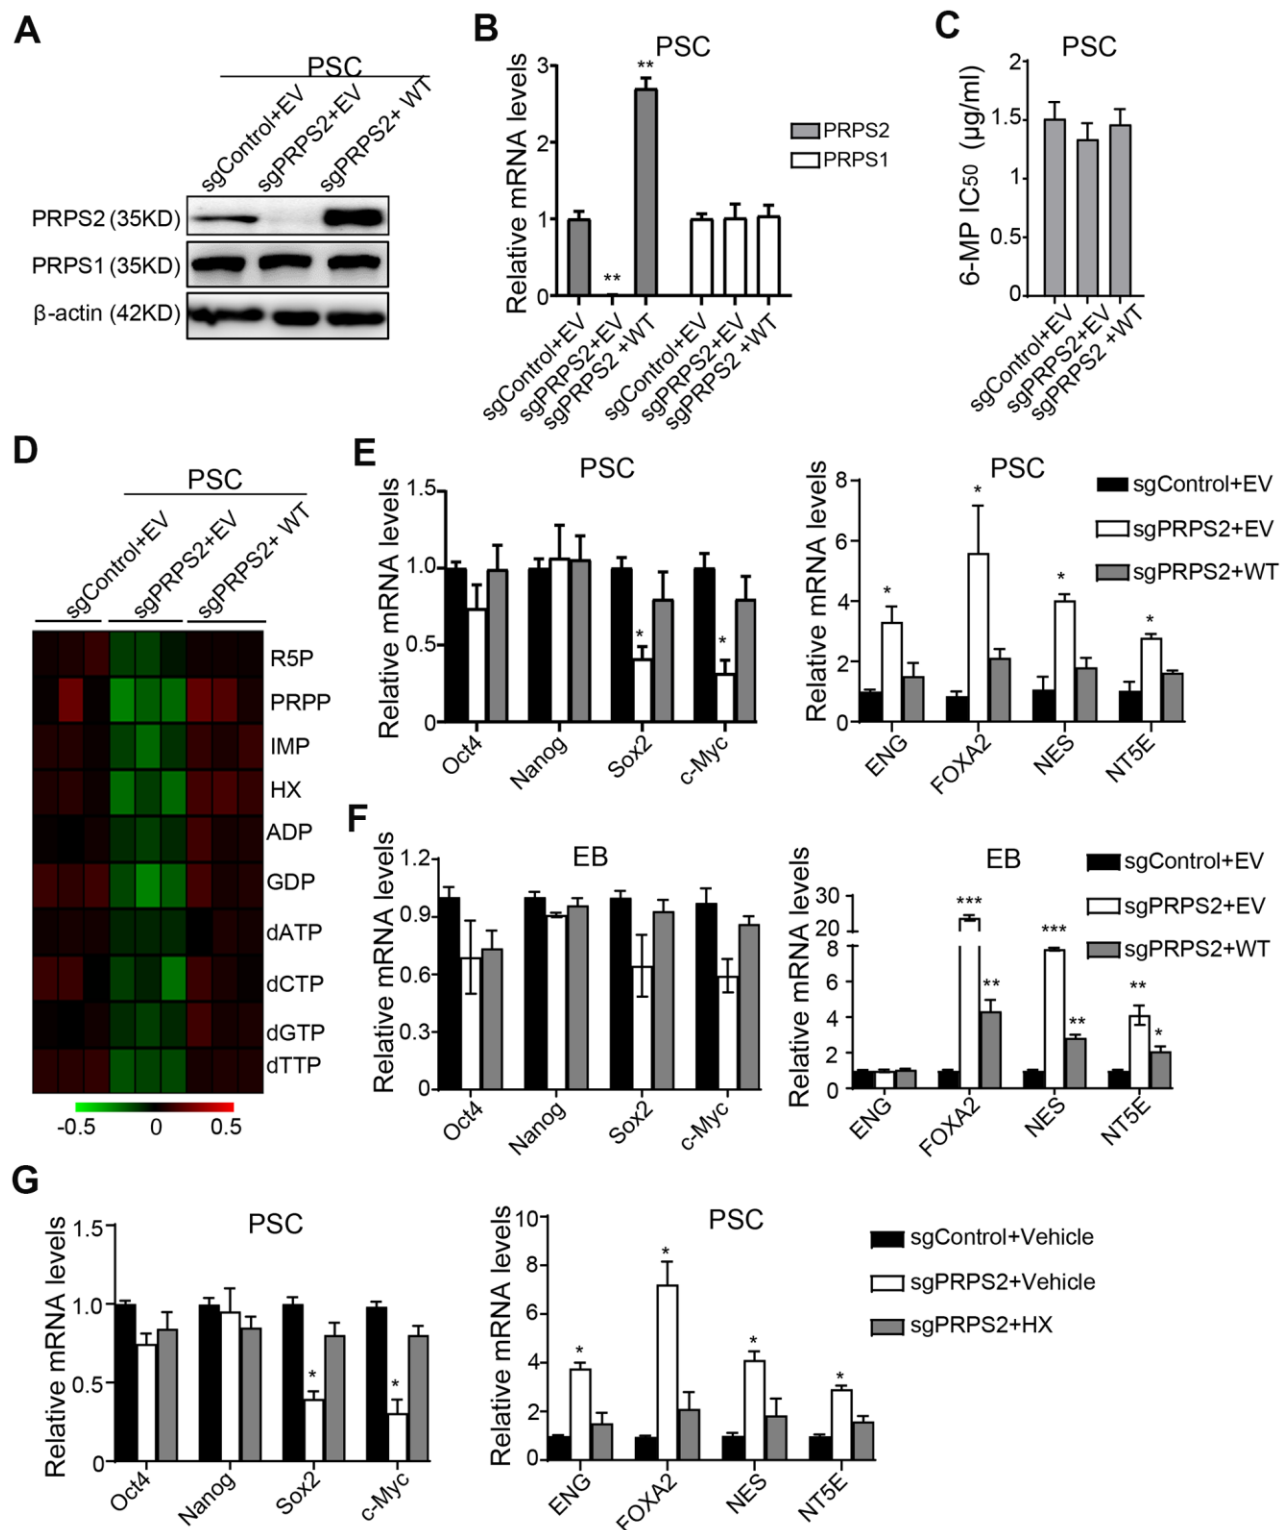 A
PSC
sgControl+EV
sgPRPS2+EV
sgPRPS2+ WT
PRPS2 (35KD)
PRPS1 (35KD)
β-actin (42KD)
B
PSC
Relative mRNA levels
3
2
1
0
**
**
PRPS2
PRPS1
sgControl+EV
sgPRPS2+EV
sgPRPS2 +WT
sgControl+EV
sgPRPS2+EV
sgPRPS2 +WT
C
PSC
6-MP IC50 (μg/ml)
2
1.5
1
0.5
0
sgControl+EV
sgPRPS2+EV
sgPRPS2 +WT
D
PSC
sgControl+EV
sgPRPS2+EV
sgPRPS2+ WT
R5P
PRPP
IMP
HX
ADP
GDP
dATP
dCTP
dGTP
dTTP
-0.5 0 0.5
E
PSC
Relative mRNA levels
1.5
1.0
0.5
0
* *
Oct4 Nanog Sox2 c-Myc
PSC
Relative mRNA levels
8
6
4
2
0
* * * *
ENG FOXA2 NES NT5E
sgControl+EV
sgPRPS2+EV
sgPRPS2+WT
F
EB
Relative mRNA levels
1.2
0.9
0.6
0.3
0
Oct4 Nanog Sox2 c-Myc
EB
Relative mRNA levels
30
20
8
6
4
2
0
*** ** *** ** ** *
ENG FOXA2 NES NT5E
sgControl+EV
sgPRPS2+EV
sgPRPS2+WT
G
PSC
Relative mRNA levels
1.5
1.0
0.5
0
* *
Oct4 Nanog Sox2 c-Myc
PSC
Relative mRNA levels
10
8
6
4
2
0
* * * *
ENG FOXA2 NES NT5E
sgControl+Vehicle
sgPRPS2+Vehicle
sgPRPS2+HX